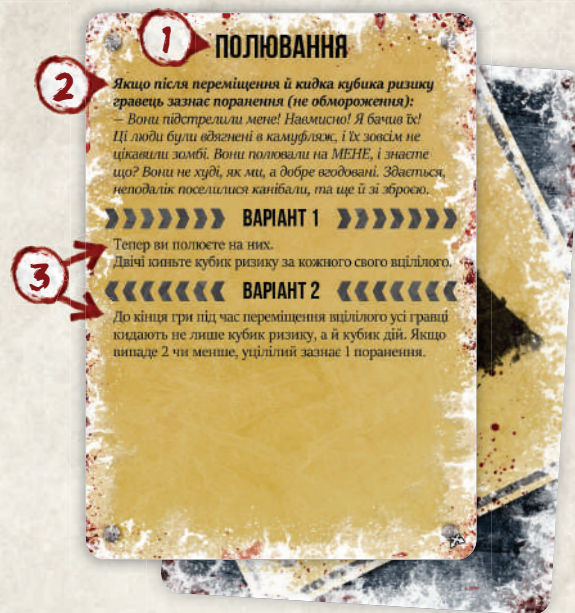 1
ПОЛЮВАННЯ
2
Якщо після переміщення й кидка кубика ризику
гравець зазнає поранення (не обмороження):
— Вони підстрелили мене! Навмисно! Я бачив їх!
Ці люди були вдягнені в камуфляж, і їх зовсім не
цікавили зомбі. Вони полювали на МЕНЕ, і знаєте
що? Вони не худі, як ми, а добре вгодовані. Здається,
неподалік поселилися канібали, та ще й зі зброєю.
ВАРІАНТ 1
3
Тепер ви полюєте на них.
Двічі киньте кубик ризику за кожного свого вцілілого.
ВАРІАНТ 2
До кінця гри під час переміщення вцілілого усі гравці
кидають не лише кубик ризику, а й кубик дій. Якщо
випаде 2 чи менше, уцілілий зазнає 1 поранення.